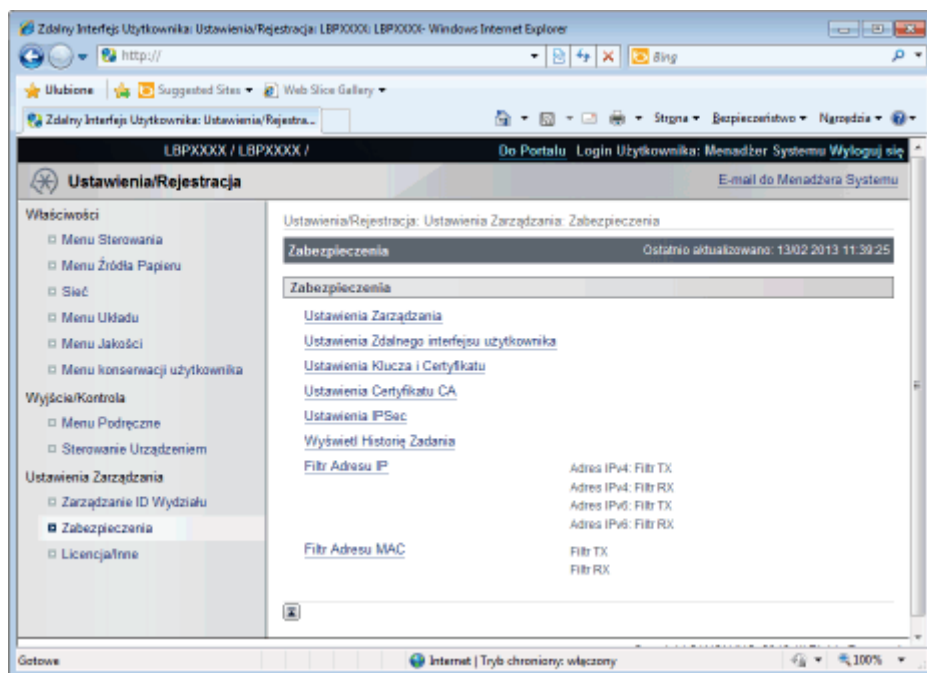 Zdalny Interfejs Użytkownika: Ustawienia/Rejestracja: LBPXXXX: LBPXXXX- Windows Internet Explorer
http://
Bing
Ulubione Suggested Sites Web Slice Gallery
Zdalny Interfejs Użytkownika: Ustawienia/Rejestra...
Strona Bezpieczeństwo Narzędzia
LBPXXXX / LBPXXXX /
Do Portalu Login Użytkownika: Menadżer Systemu Wyloguj się
Ustawienia/Rejestracja
E-mail do Menadżera Systemu
Właściwości
Menu Sterowania
Menu Źródła Papieru
Sieć
Menu Układu
Menu Jakości
Menu konserwacji użytkownika
Wyjście/Kontrola
Menu Podręczne
Sterowanie Urządzeniem
Ustawienia Zarządzania
Zarządzanie ID Wydziału
Zabezpieczenia
Licencja/Inne
Ustawienia/Rejestracja: Ustawienia Zarządzania: Zabezpieczenia
Zabezpieczenia
Ostatnio aktualizowano: 13/02 2013 11:39:25
Zabezpieczenia
Ustawienia Zarządzania
Ustawienia Zdalnego interfejsu użytkownika
Ustawienia Klucza i Certyfikatu
Ustawienia Certyfikatu CA
Ustawienia IPSec
Wyświetl Historię Zadania
Filtr Adresu IP
Adres IPv4: Filtr TX
Adres IPv4: Filtr RX
Adres IPv6: Filtr TX
Adres IPv6: Filtr RX
Filtr Adresu MAC
Filtr TX
Filtr RX
Gotowe
Internet | Tryb chroniony: włączony
100%